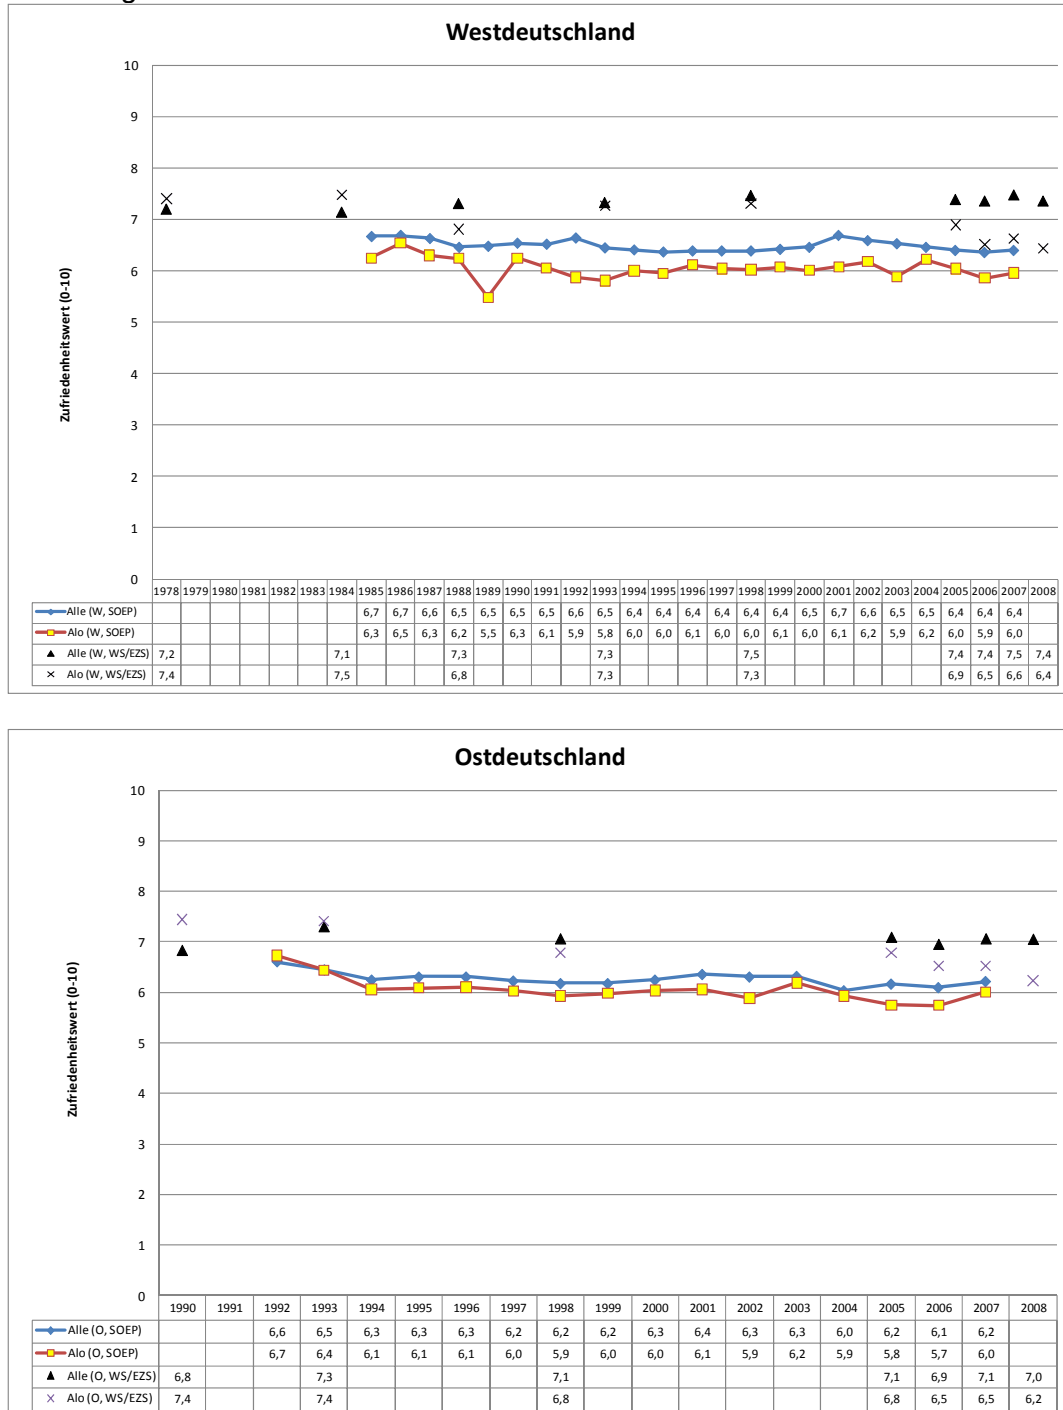 Westdeutschland
10
9
8
7
6
5
4
3
2
1
0
Zufriedenheitswert (0-10)
1978 1979 1980 1981 1982 1983 1984 1985 1986 1987 1988 1989 1990 1991 1992 1993 1994 1995 1996 1997 1998 1999 2000 2001 2002 2003 2004 2005 2006 2007 2008
Alle (W, SOEP) 6,7 6,7 6,6 6,5 6,5 6,5 6,5 6,6 6,5 6,4 6,4 6,4 6,4 6,4 6,4 6,5 6,7 6,6 6,5 6,5 6,4 6,4 6,4
Alo (W, SOEP) 6,3 6,5 6,3 6,2 5,5 6,3 6,1 5,9 5,8 6,0 6,0 6,1 6,0 6,0 6,1 6,0 6,1 6,2 5,9 6,2 6,0 5,9 6,0
Alle (W, WS/EZS) 7,2 7,1 7,3 7,3 7,5 7,4 7,4 7,5 7,4
Alo (W, WS/EZS) 7,4 7,5 6,8 7,3 7,3 6,9 6,5 6,6 6,4
Ostdeutschland
10
9
8
7
6
5
4
3
2
1
0
Zufriedenheitswert (0-10)
1990 1991 1992 1993 1994 1995 1996 1997 1998 1999 2000 2001 2002 2003 2004 2005 2006 2007 2008
Alle (O, SOEP) 6,6 6,5 6,3 6,3 6,3 6,2 6,2 6,2 6,3 6,4 6,3 6,3 6,0 6,2 6,1 6,2
Alo (O, SOEP) 6,7 6,4 6,1 6,1 6,1 6,0 5,9 6,0 6,0 6,1 5,9 6,2 5,9 5,8 5,7 6,0
Alle (O, WS/EZS) 6,8 7,3 7,1 7,1 6,9 7,1 7,0
Alo (O, WS/EZS) 7,4 7,4 6,8 6,8 6,5 6,5 6,2